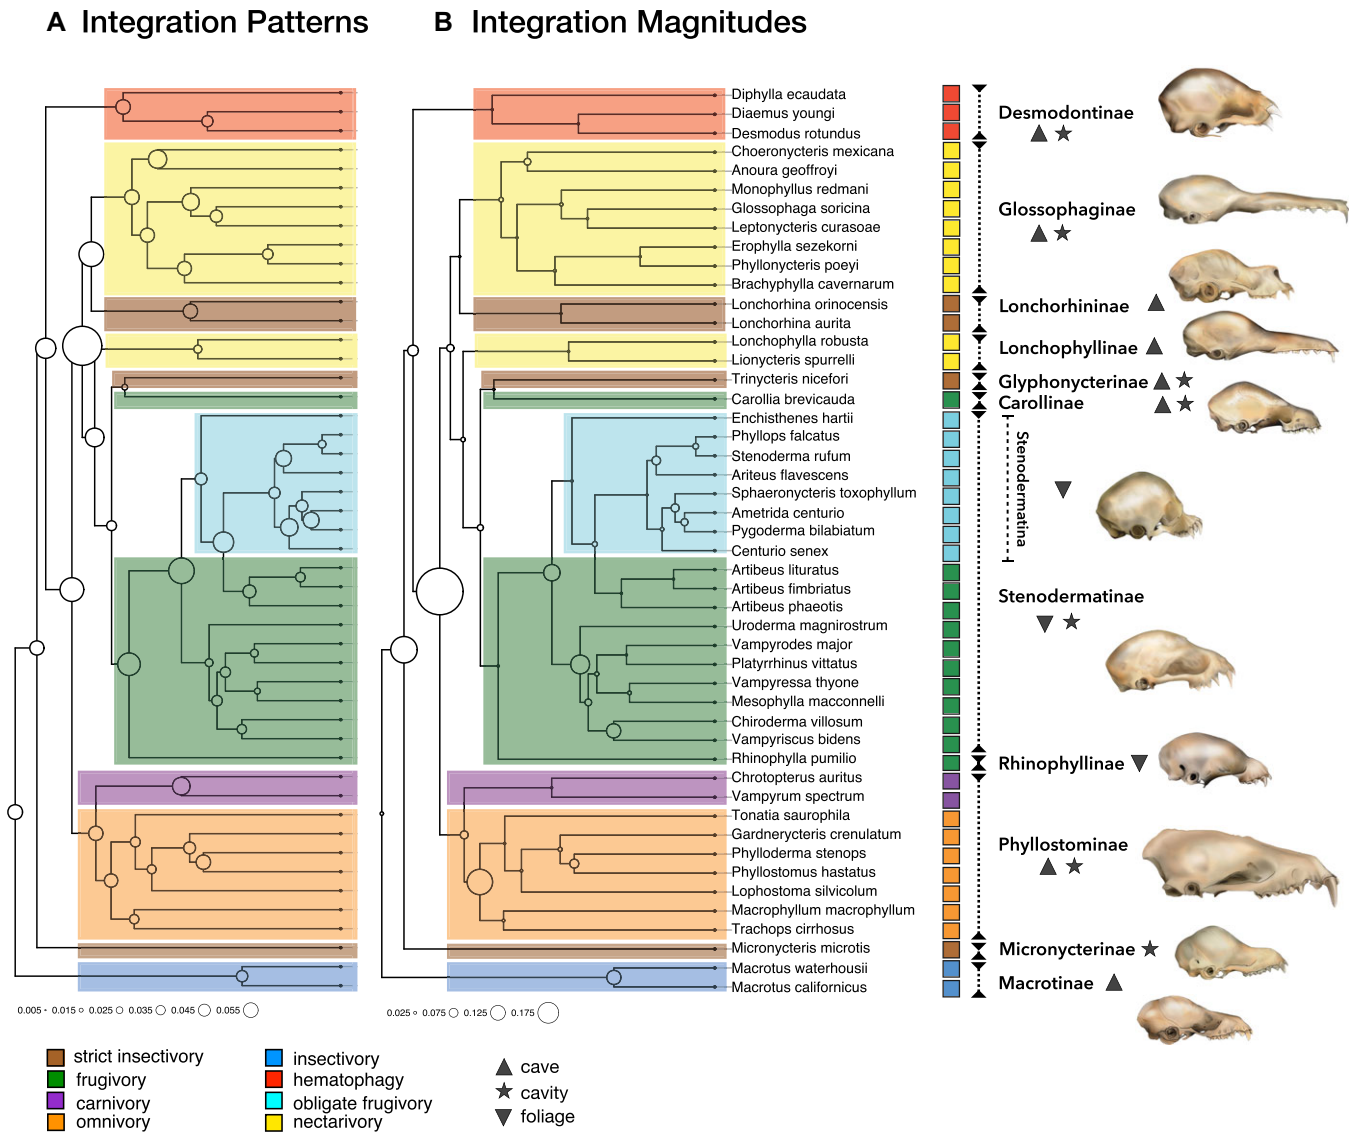 A Integration Patterns
B Integration Magnitudes
Diphylla ecaudata
Diaemus youngi
Desmodus rotundus
Choeronycteris mexicana
Anoura geoffroyi
Monophyllus redmani
Glossophaga soricina
Leptonycteris curasoae
Erophylla sezekorni
Phyllonycteris poeyi
Brachyphylla cavernarum
Lonchorhina orinocensis
Lonchorhina aurita
Lonchophylla robusta
Lionycteris spurrelli
Trinycteris nicefori
Carollia brevicauda
Enchisthenes hartii
Phyllops falcatus
Stenoderma rufum
Ariteus flavescens
Sphaeronycteris toxophyllum
Ametrida centurio
Pygoderma bilabiatum
Centurio senex
Artibeus lituratus
Artibeus fimbriatus
Artibeus phaeotis
Uroderma magnirostrum
Vampyrodes major
Platyrrhinus vittatus
Vampyressa thyone
Mesophylla macconnelli
Chiroderma villosum
Vampyriscus bidens
Rhinophylla pumilio
Chrotopterus auritus
Vampyrum spectrum
Tonatia saurophila
Gardnerycteris crenulatum
Phylloderma stenops
Phyllostomus hastatus
Lophostoma silvicolum
Macrophyllum macrophyllum
Trachops cirrhosus
Micronycteris microtis
Macrotus waterhousii
Macrotus californicus
Desmodontinae
Glossophaginae
Lonchorhininae
Lonchophyllinae
Glyphonycterinae
Carollinae
Stenodermatina
Stenodermatinae
Rhinophyllinae
Phyllostominae
Micronycterinae
Macrotinae
0.005 0.015 0.025 0.035 0.045 0.055
0.025 0.075 0.125 0.175
strict insectivory
frugivory
carnivory
omnivory
insectivory
hematophagy
obligate frugivory
nectarivory
cave
cavity
foliage